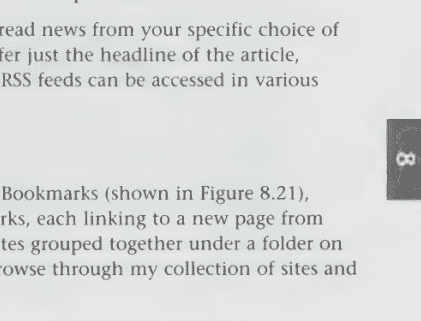 read news from your specific choice of
fer just the headline of the article,
RSS feeds can be accessed in various
8
Bookmarks (shown in Figure 8.21),
rks, each linking to a new page from
tes grouped together under a folder on
rowse through my collection of sites and